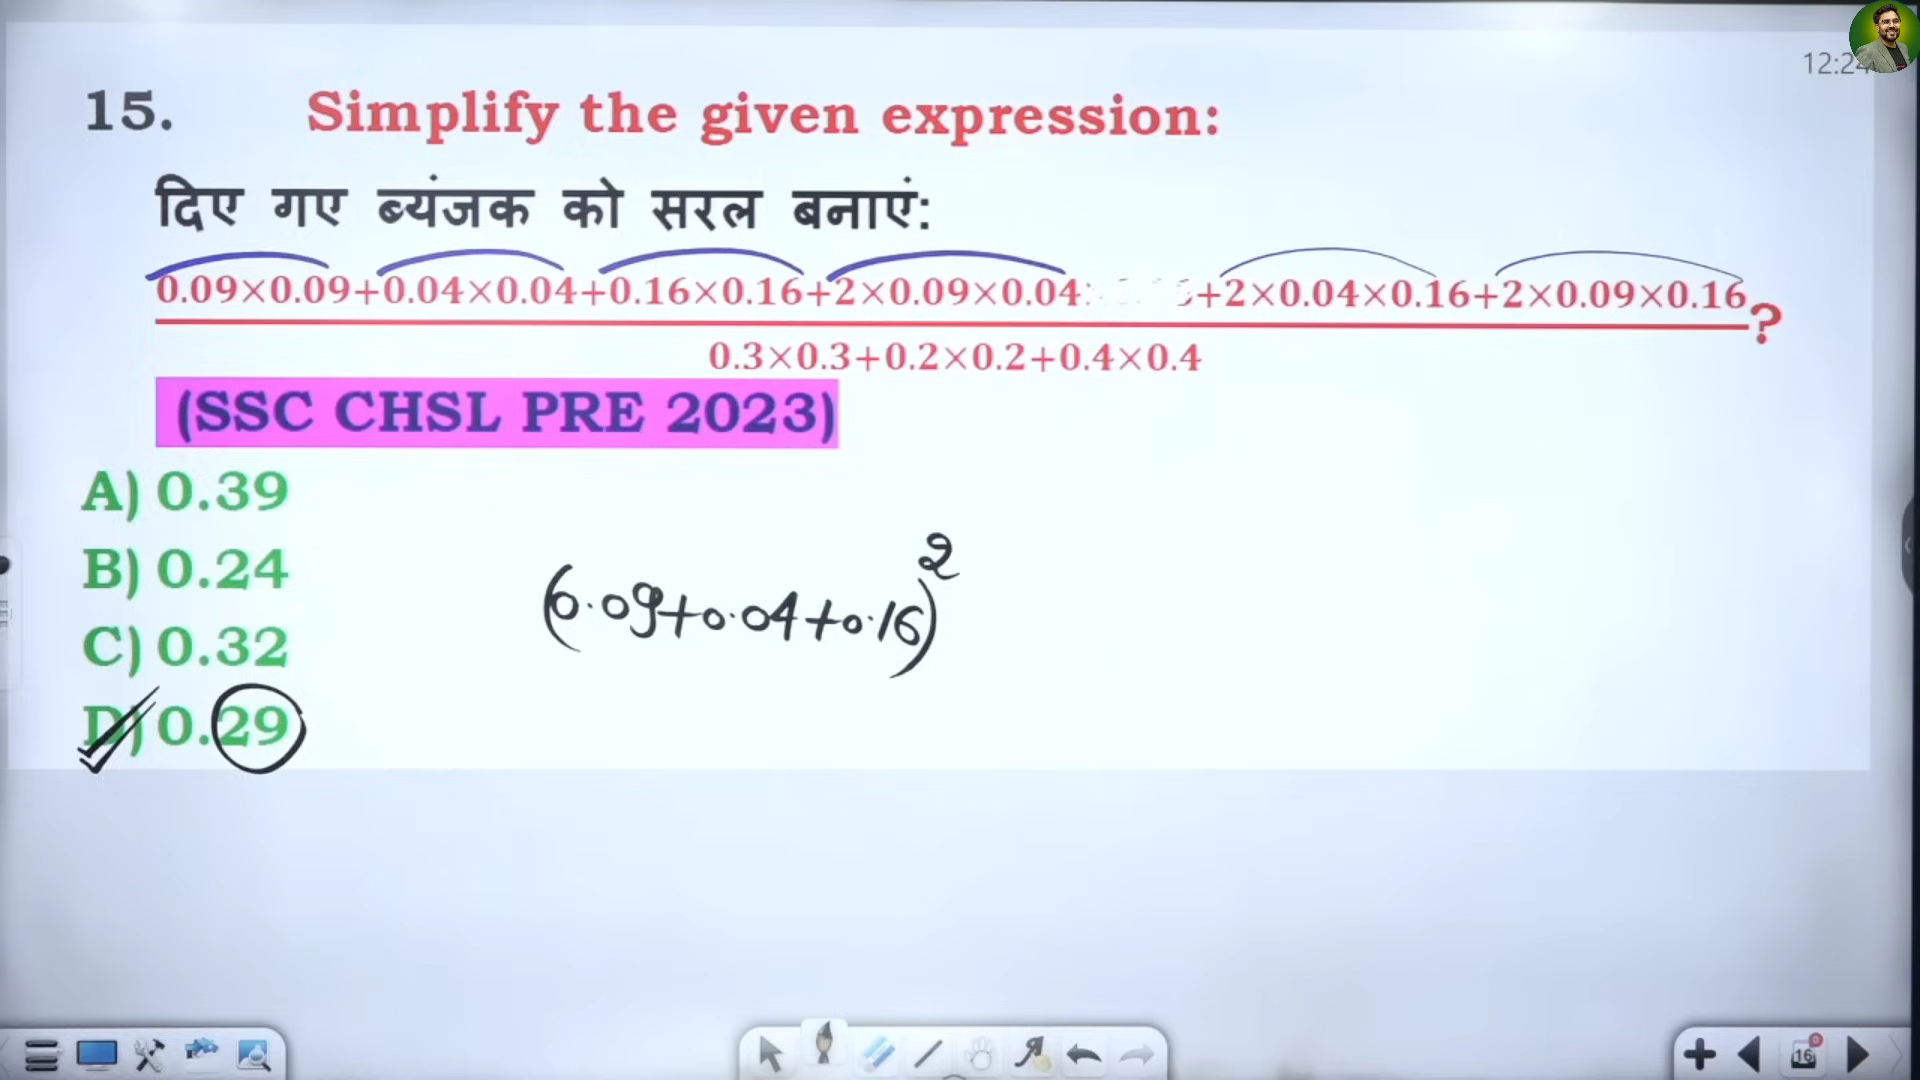 12:24
15. Simplify the given expression:
दिए गए ब्यंजक को सरल बनाएं:
0.09×0.09+0.04×0.04+0.16×0.16+2×0.09×0.04 +2×0.04×0.16+2×0.09×0.16
?
0.3×0.3+0.2×0.2+0.4×0.4
(SSC CHSL PRE 2023)
A) 0.39
B) 0.24
C) 0.32
D) 0.29
(0.09+0.04+0.16)²
16